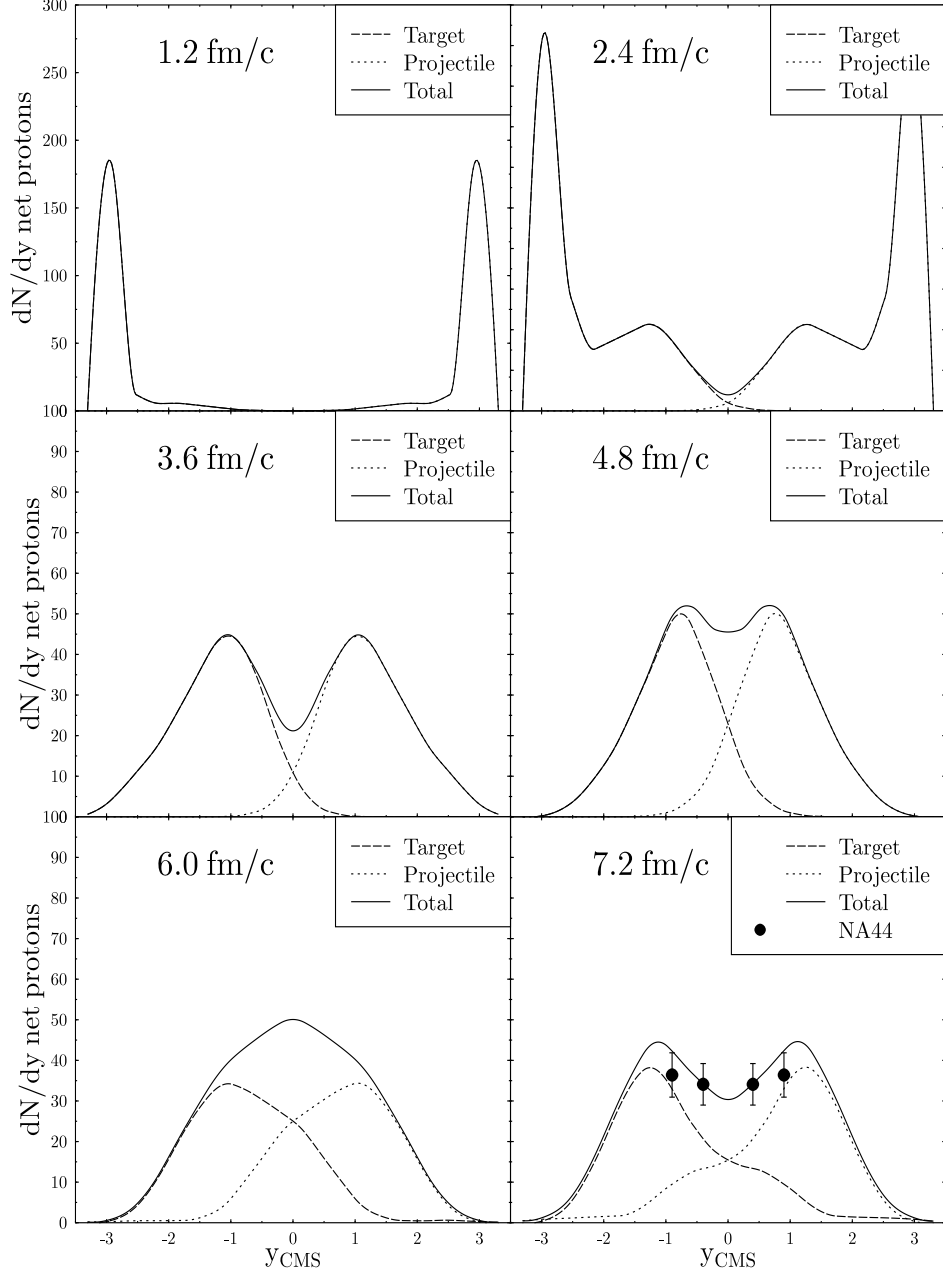 300
250
200
150
100
50
100
dN/dy net protons
1.2 fm/c
Target
Projectile
Total
2.4 fm/c
Target
Projectile
Total
90
80
70
60
50
40
30
20
10
100
dN/dy net protons
3.6 fm/c
Target
Projectile
Total
4.8 fm/c
Target
Projectile
Total
90
80
70
60
50
40
30
20
10
0
dN/dy net protons
6.0 fm/c
Target
Projectile
Total
7.2 fm/c
Target
Projectile
Total
NA44
-3 -2 -1 0 1 2 3
-3 -2 -1 0 1 2 3
yCMS
yCMS